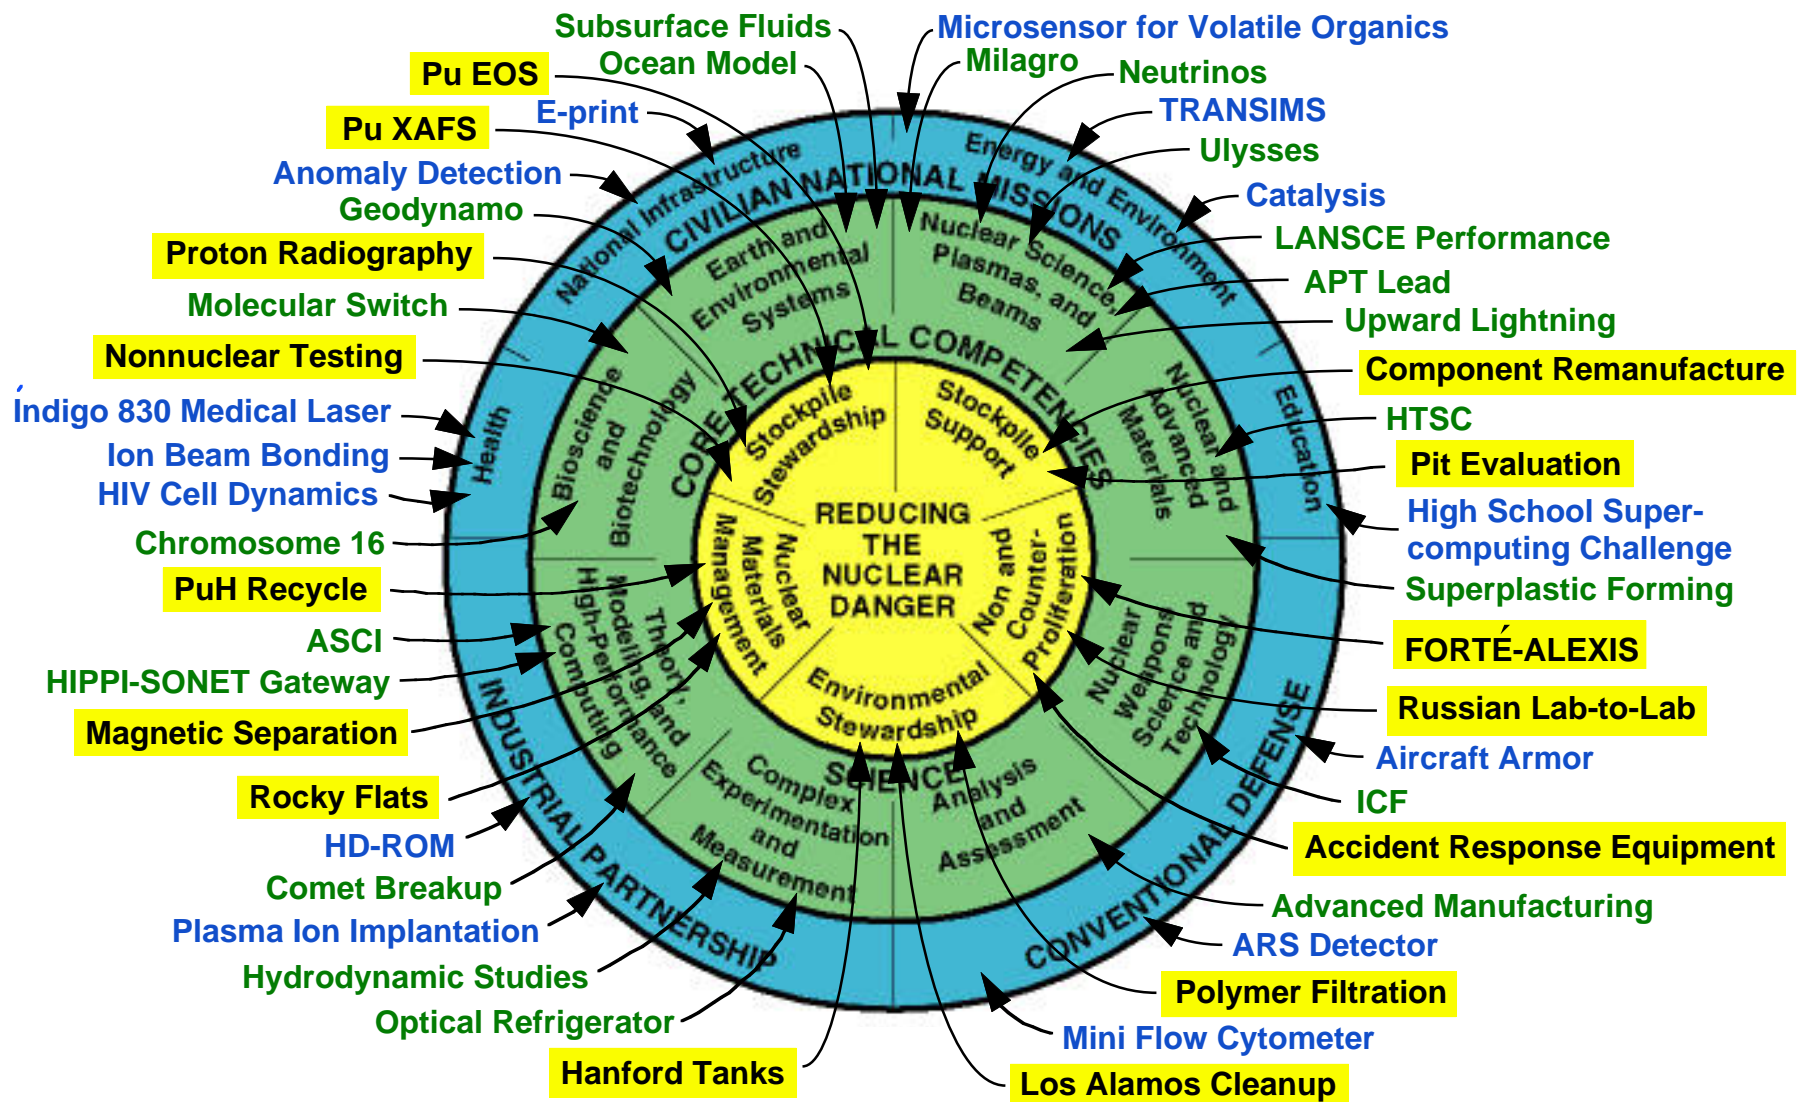 Subsurface Fluids
Microsensor for Volatile Organics
Ocean Model
Milagro
Neutrinos
Pu EOS
E-print
TRANSIMS
Pu XAFS
Ulysses
Anomaly Detection
Catalysis
Geodynamo
LANSCE Performance
Proton Radiography
APT Lead
Molecular Switch
Upward Lightning
Nonnuclear Testing
Component Remanufacture
Índigo 830 Medical Laser
HTSC
Ion Beam Bonding
Pit Evaluation
HIV Cell Dynamics
High School Super-
computing Challenge
Chromosome 16
PuH Recycle
Superplastic Forming
ASCI
FORTÉ-ALEXIS
HIPPI-SONET Gateway
Russian Lab-to-Lab
Magnetic Separation
Aircraft Armor
Rocky Flats
ICF
HD-ROM
Accident Response Equipment
Comet Breakup
Advanced Manufacturing
Plasma Ion Implantation
ARS Detector
Hydrodynamic Studies
Polymer Filtration
Optical Refrigerator
Mini Flow Cytometer
Hanford Tanks
Los Alamos Cleanup
CIVILIAN NATIONAL MISSIONS
National Infrastructure
Energy and Environment
Health
Education
INDUSTRIAL PARTNERSHIP
CONVENTIONAL DEFENSE
Earth and
Environmental
Systems
Nuclear Science,
Plasmas, and
Beams
Bioscience
and
Biotechnology
Nuclear and
Advanced
Materials
Theory,
Modeling, and
High-Performance
Computing
Nuclear
Weapons
Science and
Technology
Complex
Experimentation
and
Measurement
Analysis
and
Assessment
CORE TECHNICAL COMPETENCIES
SCIENCE
Stockpile
Stewardship
Stockpile
Support
Nuclear
Materials
Management
Non and
Counter-
Proliferation
Environmental
Stewardship
REDUCING
THE
NUCLEAR
DANGER